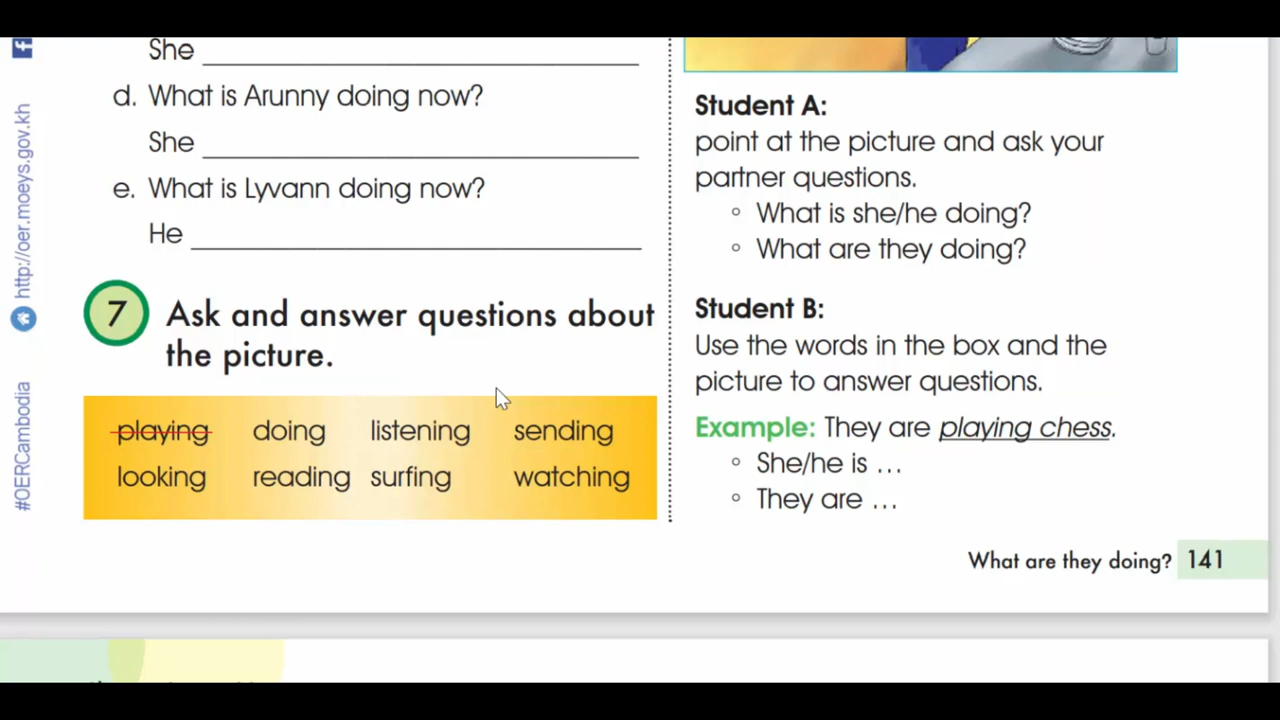 She
d. What is Arunny doing now?
She
e. What is Lyvann doing now?
He
7 Ask and answer questions about
the picture.
playing doing listening sending
looking reading surfing watching
Student A:
point at the picture and ask your
partner questions.
° What is she/he doing?
° What are they doing?
Student B:
Use the words in the box and the
picture to answer questions.
Example: They are playing chess.
° She/he is ...
° They are ...
What are they doing? 141
http://oer.moeys.gov.kh
#OERCambodia